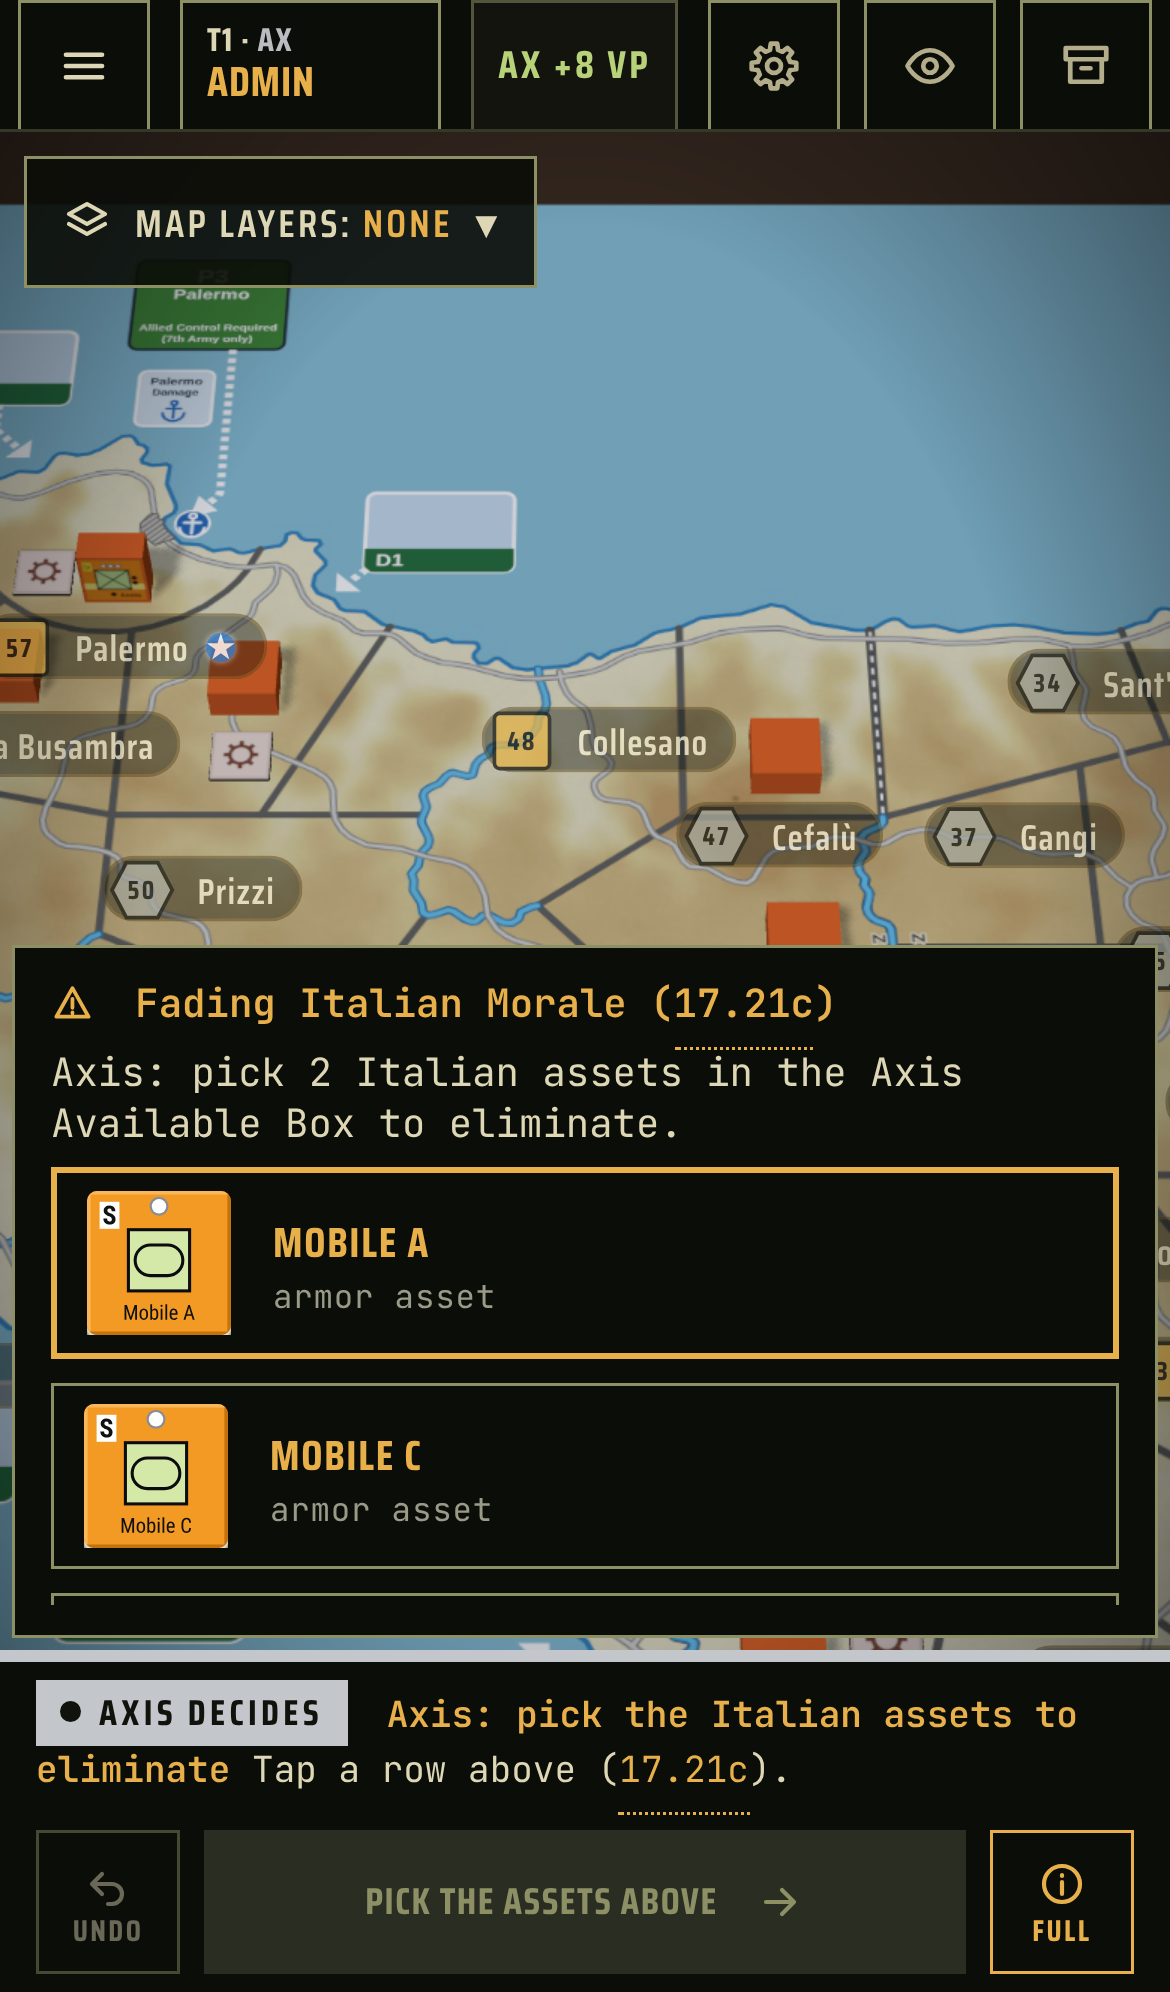 T1 · AX
ADMIN
AX +8 VP
MAP LAYERS: NONE ▼
P3
Palermo
Allied Control Required
(7th Army only)
Palermo
Damage
D1
57 Palermo
34 Sant'
a Busambra
48 Collesano
47 Cefalù
37 Gangi
50 Prizzi
Z Z
5
Fading Italian Morale (17.21c)
Axis: pick 2 Italian assets in the Axis
Available Box to eliminate.
S
Mobile A
MOBILE A
armor asset
S
Mobile C
MOBILE C
armor asset
3
AXIS DECIDES Axis: pick the Italian assets to
eliminate Tap a row above (17.21c).
UNDO
PICK THE ASSETS ABOVE →
FULL